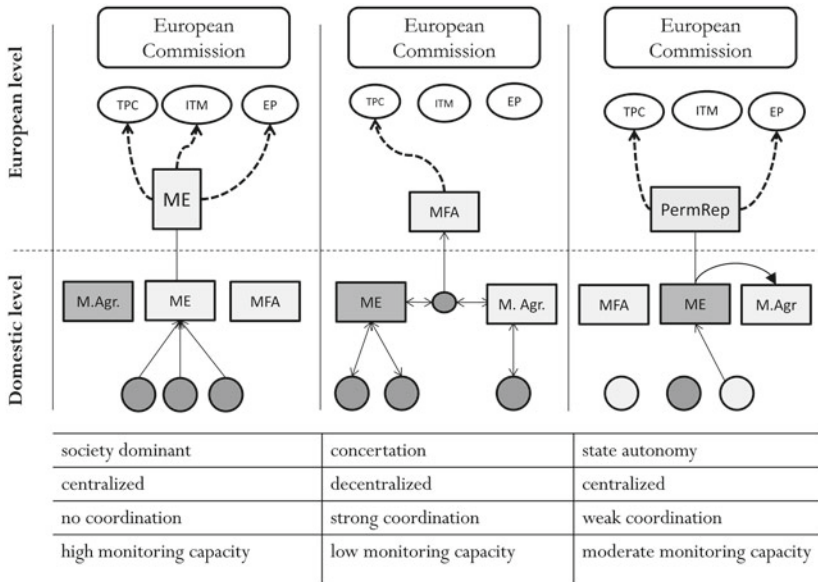 European level
European
Commission
European
Commission
European
Commission
TPC
ITM
EP
TPC
ITM
EP
TPC
ITM
EP
ME
MFA
PermRep
Domestic level
M.Agr.
ME
MFA
ME
M. Agr.
MFA
ME
M.Agr
society dominant
concertation
state autonomy
centralized
decentralized
centralized
no coordination
strong coordination
weak coordination
high monitoring capacity
low monitoring capacity
moderate monitoring capacity